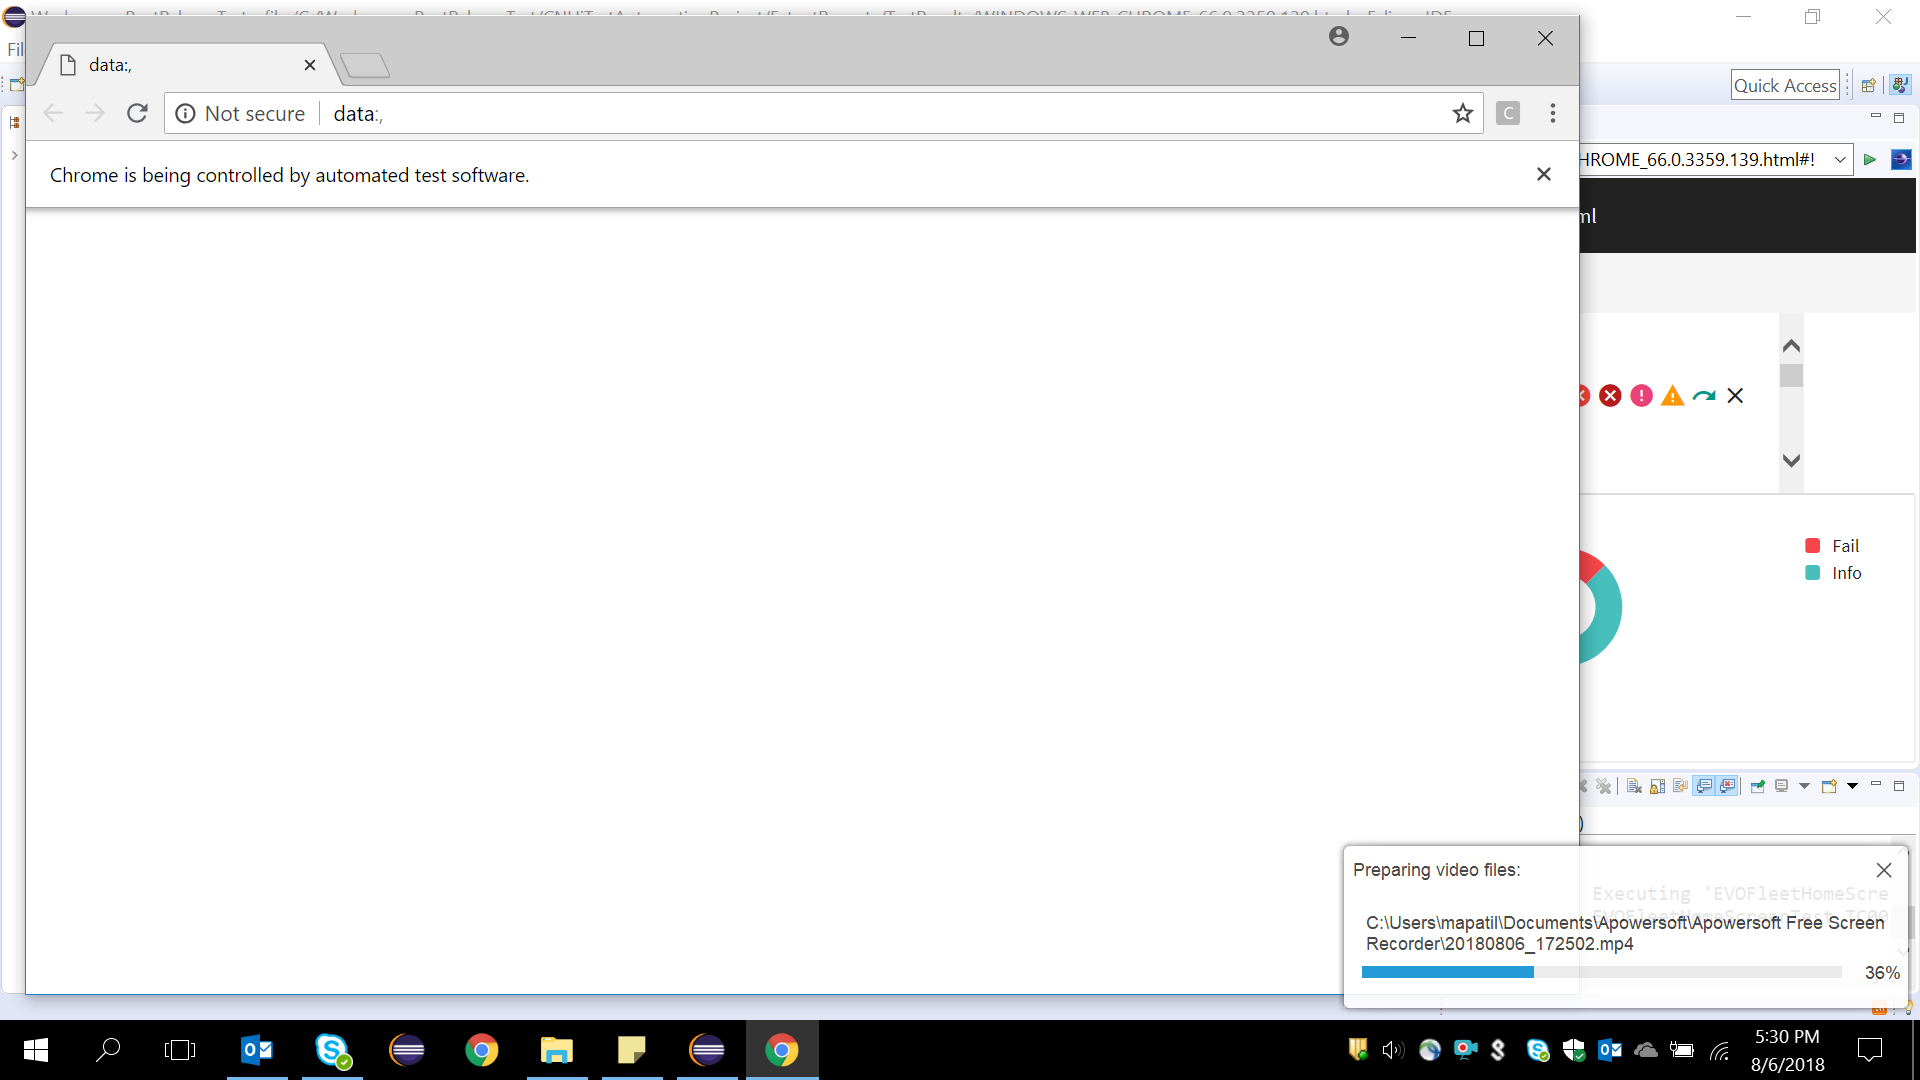 data:,
Fil
Quick Access
Not secure
data:,
HROME_66.0.3359.139.html#!
Chrome is being controlled by automated test software.
ml
Fail
Info
)
Preparing video files:
Executing 'EVOFleetHomeScre
C:\Users\mapatil\Documents\Apowersoft\Apowersoft Free Screen
Recorder\20180806_172502.mp4
36%
5:30 PM
8/6/2018